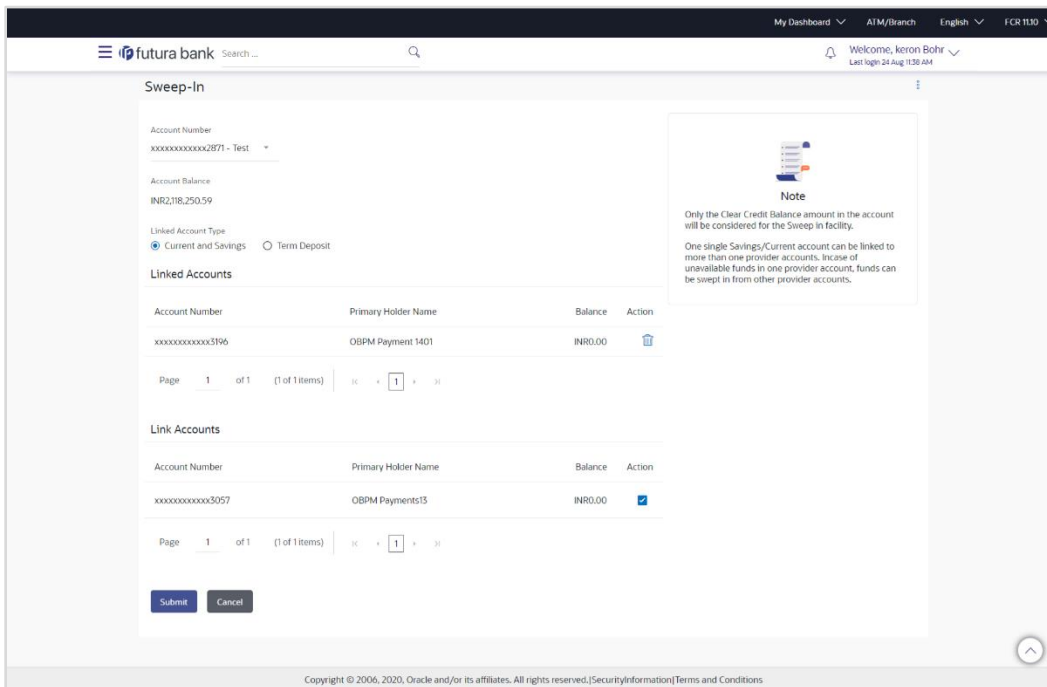 My Dashboard ATM/Branch English FCR 11.10
futura bank Search ... Welcome, keron Bohr
Last login 24 Aug 11:38 AM
Sweep-In
Account Number
xxxxxxxxxxxx2871 - Test
Account Balance
INR2,118,250.59
Linked Account Type
Current and Savings Term Deposit
Linked Accounts
Account Number Primary Holder Name Balance Action
xxxxxxxxxxxx3196 OBPM Payment 1401 INR0.00
Page 1 of 1 (1 of 1 items) 1
Link Accounts
Account Number Primary Holder Name Balance Action
xxxxxxxxxxxx3057 OBPM Payments13 INR0.00
Page 1 of 1 (1 of 1 items) 1
Submit Cancel
Note
Only the Clear Credit Balance amount in the account
will be considered for the Sweep in facility.
One single Savings/Current account can be linked to
more than one provider accounts. Incase of
unavailable funds in one provider account, funds can
be swept in from other provider accounts.
Copyright © 2006, 2020, Oracle and/or its affiliates. All rights reserved.|SecurityInformation|Terms and Conditions